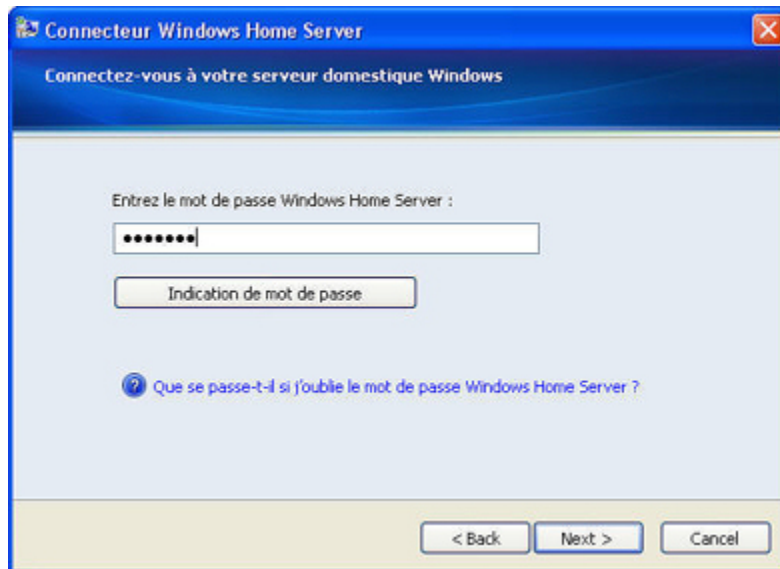 Connecteur Windows Home Server
Connectez-vous à votre serveur domestique Windows
Entrez le mot de passe Windows Home Server :
•••••••
Indication de mot de passe
Que se passe-t-il si j'oublie le mot de passe Windows Home Server ?
< Back Next > Cancel